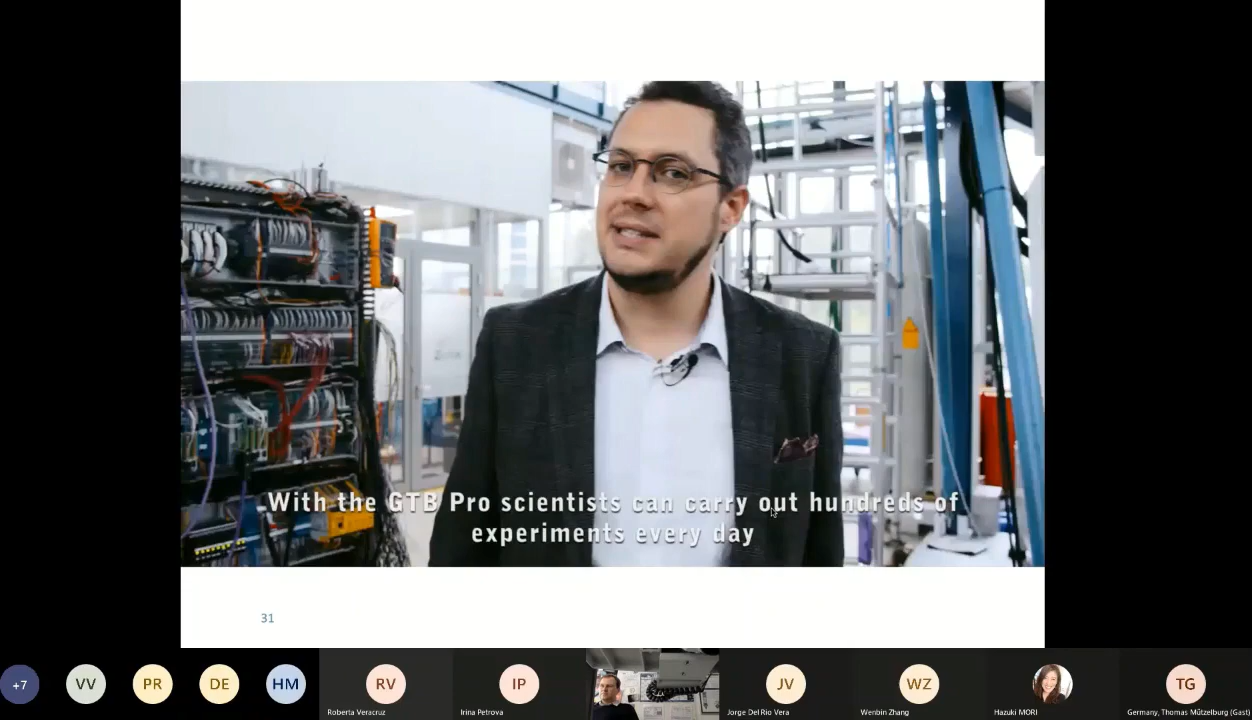 With the GTB Pro scientists can carry out hundreds of
experiments every day
31
+7
VV
PR
DE
HM
RV
Roberta Veracruz
IP
Irina Petrova
JV
Jorge Del Rio Vera
WZ
Wenbin Zhang
Hazuki MORI
TG
Germany, Thomas Mützelburg (Gast)